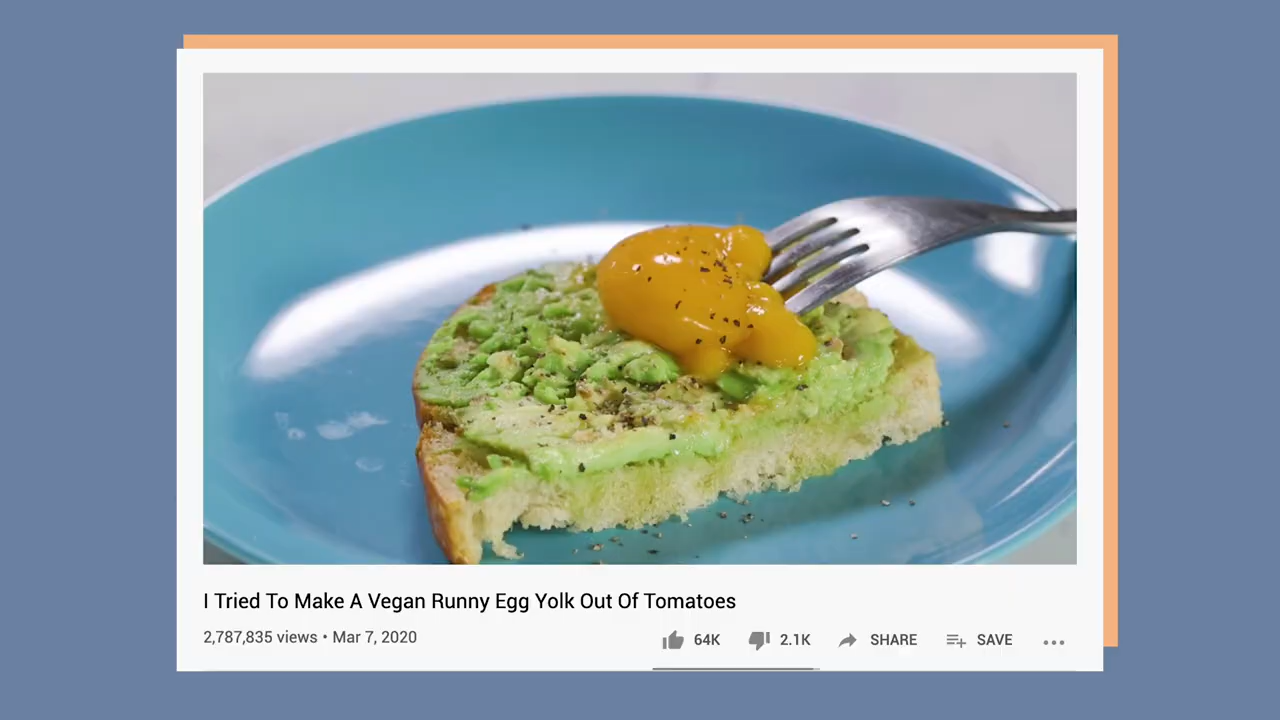 I Tried To Make A Vegan Runny Egg Yolk Out Of Tomatoes
2,787,835 views • Mar 7, 2020
64K 2.1K SHARE SAVE